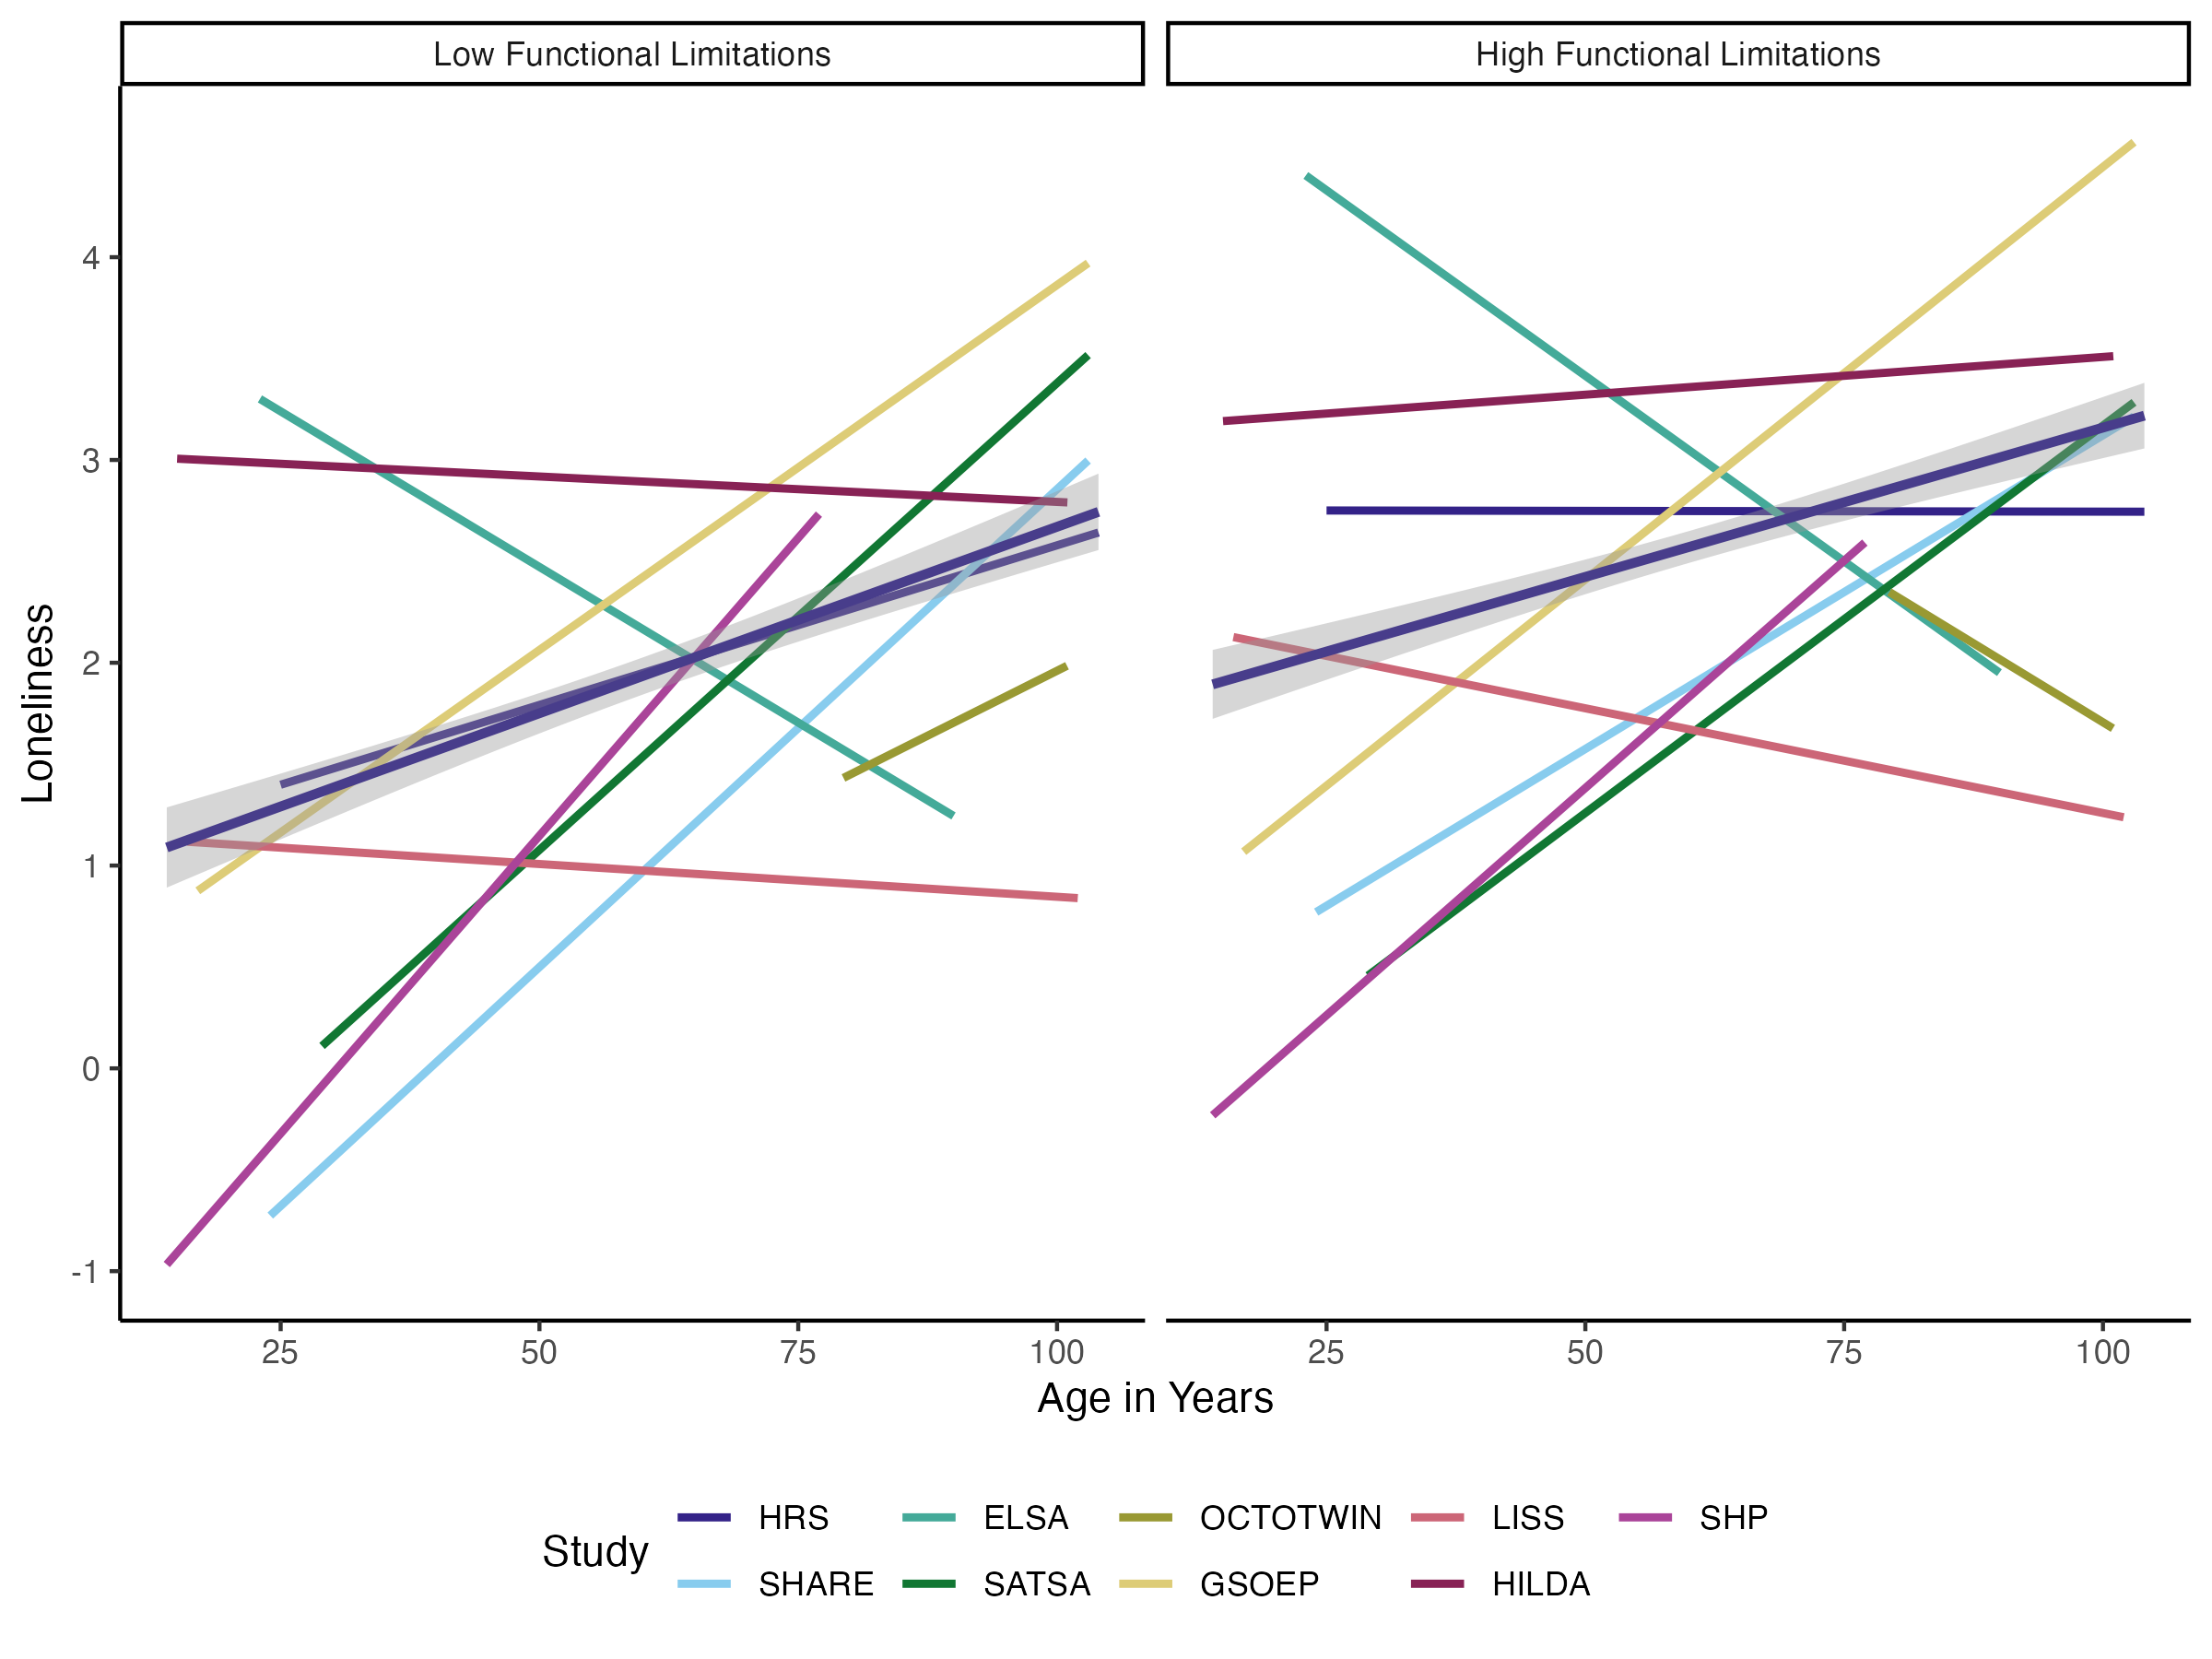 Low Functional Limitations
High Functional Limitations
Loneliness
4
3
2
1
0
-1
25 50 75 100 25 50 75 100
Age in Years
Study
HRS ELSA OCTOTWIN LISS SHP
SHARE SATSA GSOEP HILDA